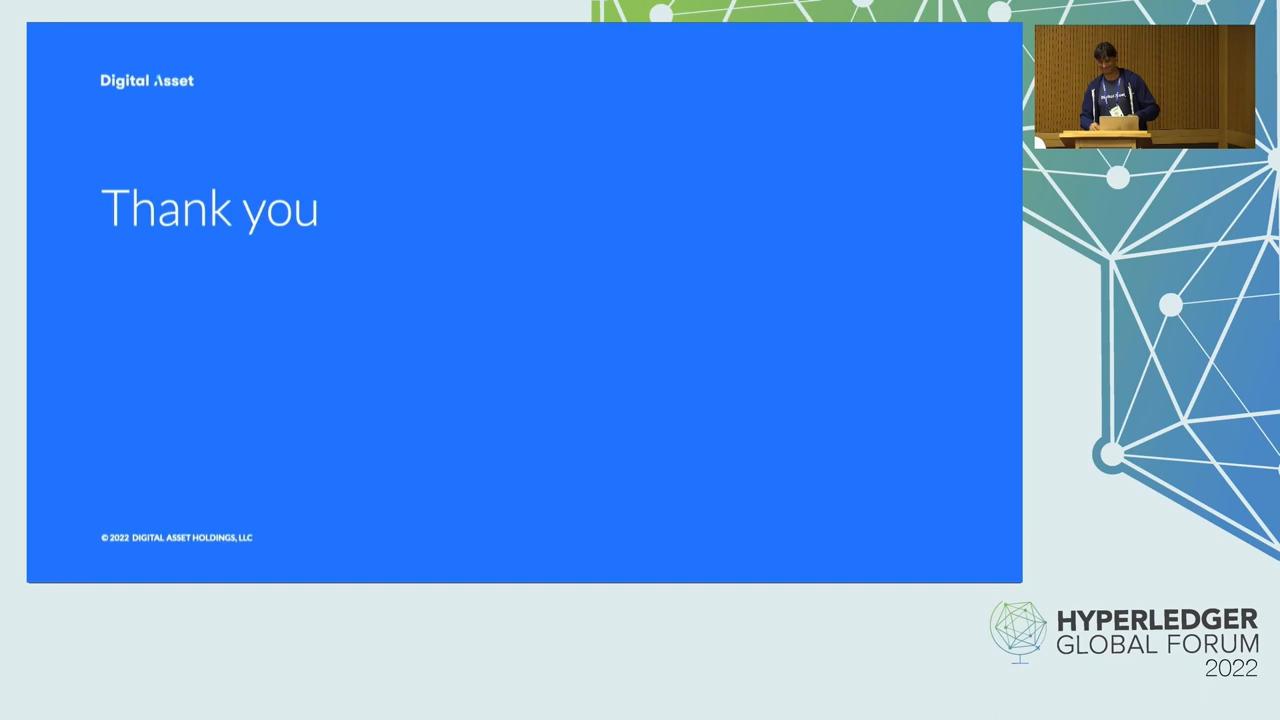 Digital Asset
Thank you
© 2022 DIGITAL ASSET HOLDINGS, LLC
HYPERLEDGER
GLOBAL FORUM
2022